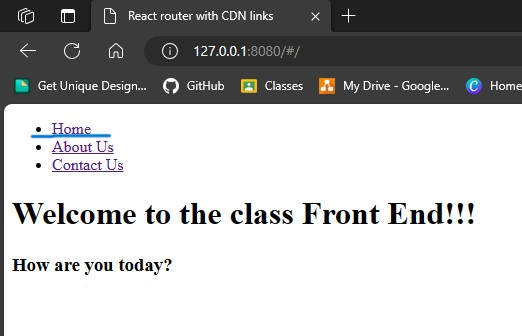 React router with CDN links
127.0.0.1:8080/#/
Get Unique Design... GitHub Classes My Drive - Google... Home
Home
About Us
Contact Us
Welcome to the class Front End!!!
How are you today?